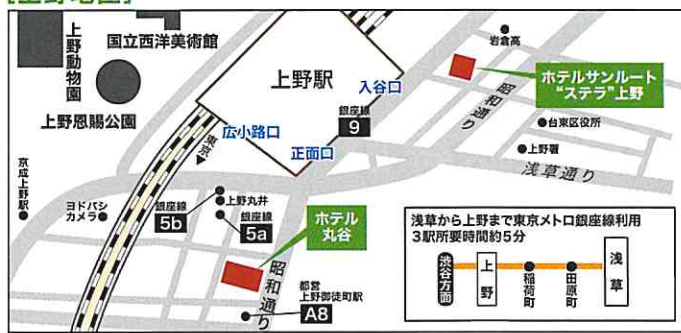 [上野地図]
上野動物園
国立西洋美術館
上野恩賜公園
上野駅
入谷口
銀座線
9
広小路口
正面口
東京
岩倉高
ホテルサンルート
“ステラ”上野
昭和通り
台東区役所
上野署
浅草通り
京成上野駅
ヨドバシ
カメラ
銀座線
5b
上野丸井
銀座線
5a
ホテル
丸谷
昭和通り
都営
上野御徒町駅
A8
浅草から上野まで東京メトロ銀座線利用
3駅所要時間約5分
渋谷方面
上野
稲荷町
田原町
浅草